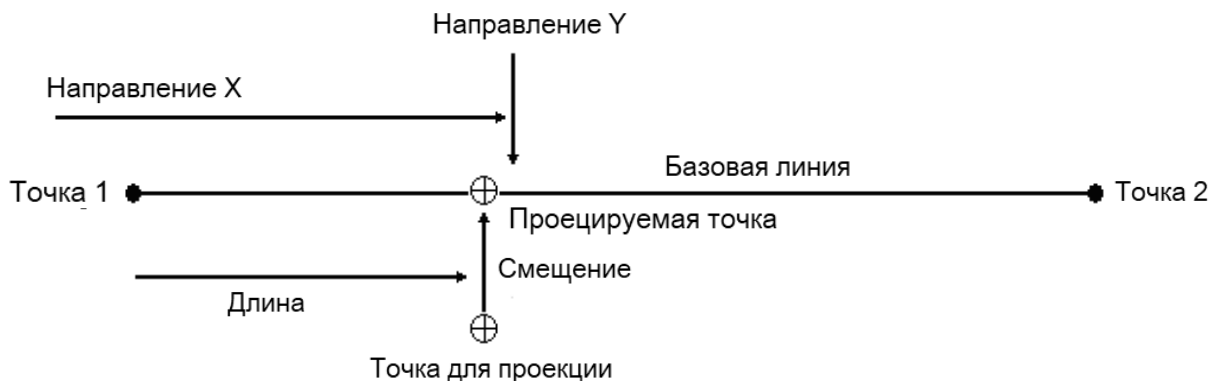 Направление Y
Направление X
Базовая линия
Точка 1
Точка 2
Проецируемая точка
Смещение
Длина
Точка для проекции